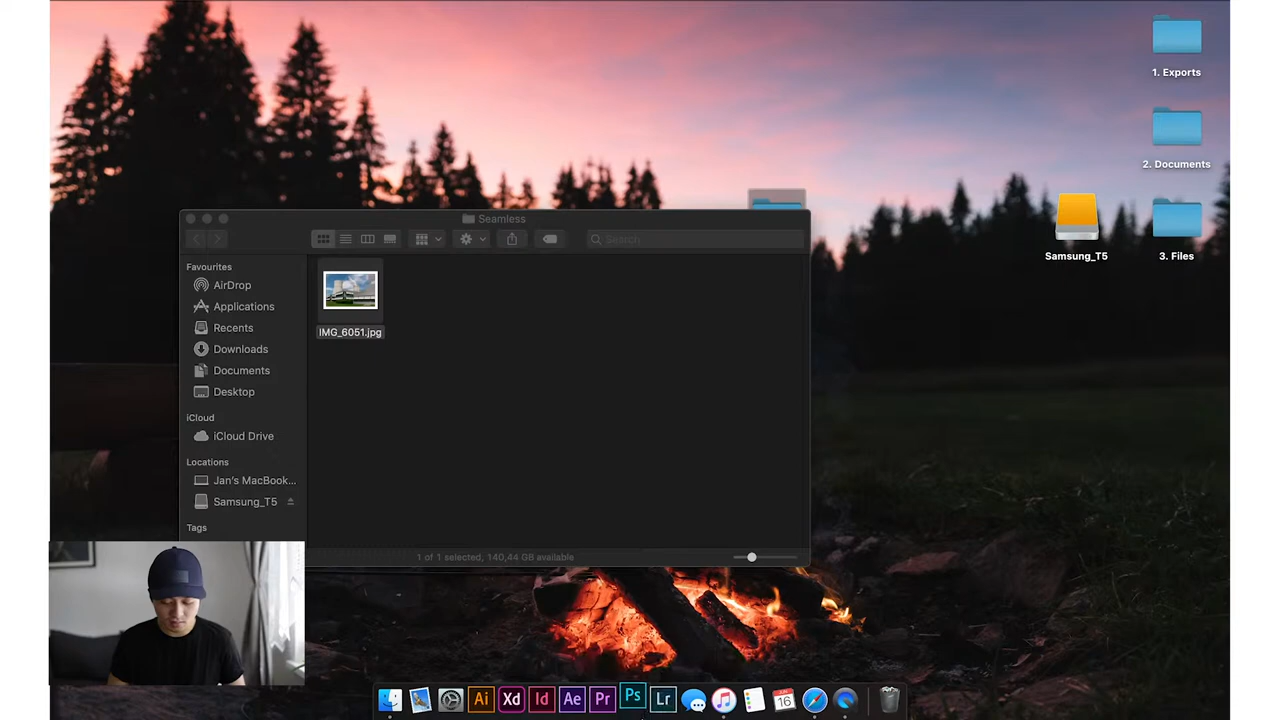 1. Exports
2. Documents
Samsung_T5
3. Files
Seamless
Search
Favourites
AirDrop
Applications
Recents
Downloads
Documents
Desktop
iCloud
iCloud Drive
Locations
Jan's MacBook...
Samsung_T5
Tags
IMG_6051.jpg
1 of 1 selected, 140,44 GB available
Ai
Xd
Id
Ae
Pr
Ps
Lr
16